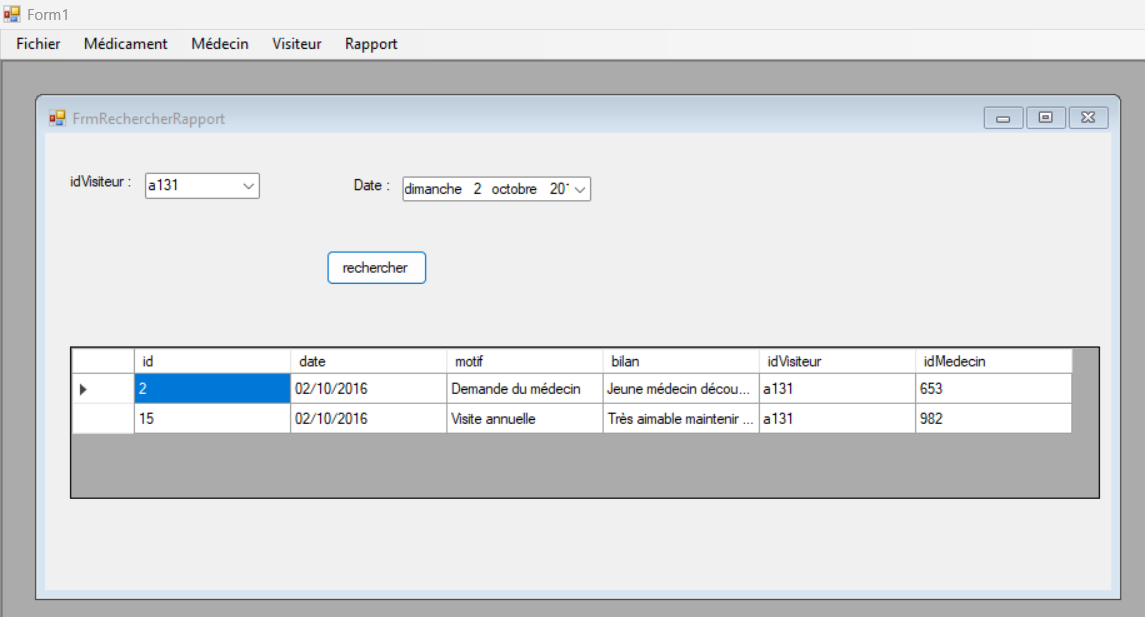 Form1
Fichier Médicament Médecin Visiteur Rapport
FrmRechercherRapport
idVisiteur : a131 Date : dimanche 2 octobre 201
rechercher
id date motif bilan idVisiteur idMedecin
2 02/10/2016 Demande du médecin Jeune médecin décou... a131 653
15 02/10/2016 Visite annuelle Très aimable maintenir ... a131 982